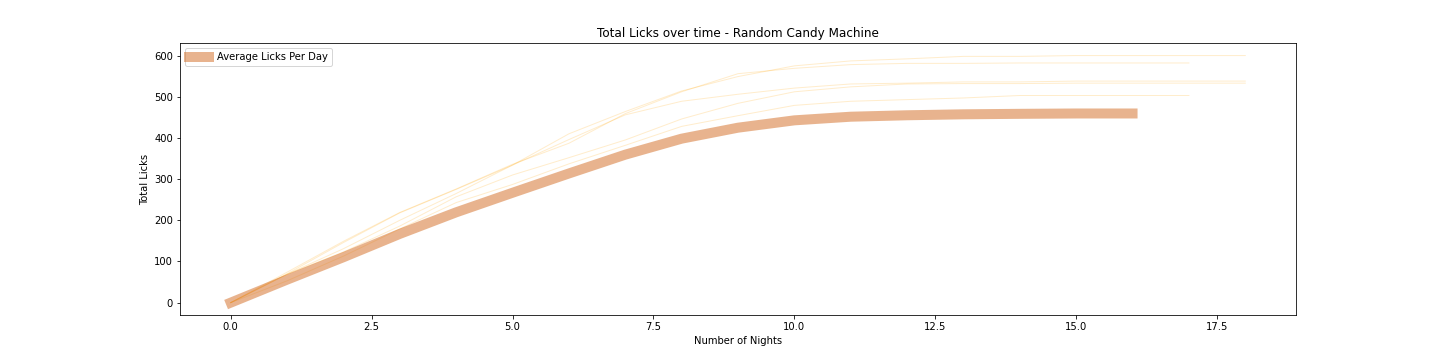 Total Licks over time - Random Candy Machine
Average Licks Per Day
600
500
400
300
200
100
0
Total Licks
0.0 2.5 5.0 7.5 10.0 12.5 15.0 17.5
Number of Nights